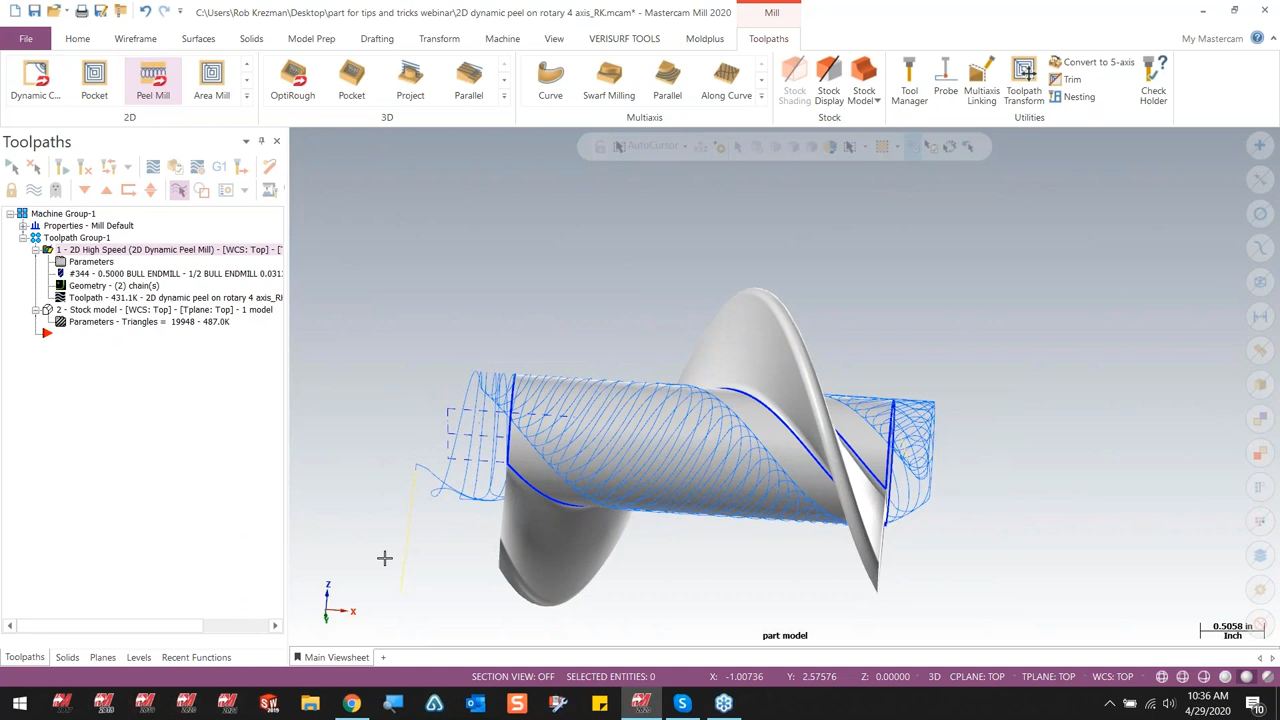 C:\Users\Rob Krezman\Desktop\part for tips and tricks webinar\2D dynamic peel on rotary 4 axis_RK.mcam* - Mastercam Mill 2020
Mill
File
Home
Wireframe
Surfaces
Solids
Model Prep
Drafting
Transform
Machine
View
VERISURF TOOLS
Moldplus
Toolpaths
My Mastercam
Dynamic C...
Pocket
Peel Mill
Area Mill
OptiRough
Pocket
Project
Parallel
Curve
Swarf Milling
Parallel
Along Curve
Stock Shading
Stock Display
Stock Model
Tool Manager
Probe
Multiaxis Linking
Toolpath Transform
Convert to 5-axis
Trim
Nesting
Check Holder
2D
3D
Multiaxis
Stock
Utilities
Toolpaths
AutoCursor
G1
Machine Group-1
Properties - Mill Default
Toolpath Group-1
1 - 2D High Speed (2D Dynamic Peel Mill) - [WCS: Top] - [
Parameters
#344 - 0.5000 BULL ENDMILL - 1/2 BULL ENDMILL 0.031
Geometry - (2) chain(s)
Toolpath - 431.1K - 2D dynamic peel on rotary 4 axis_R
2 - Stock model - [WCS: Top] - [Tplane: Top] - 1 model
Parameters - Triangles = 19948 - 487.0K
Z
X
part model
0.5058 in
Inch
Toolpaths
Solids
Planes
Levels
Recent Functions
Main Viewsheet
+
SECTION VIEW: OFF
SELECTED ENTITIES: 0
X: -1.00736
Y: 2.57576
Z: 0.00000
3D
CPLANE: TOP
TPLANE: TOP
WCS: TOP
10:36 AM
4/29/2020